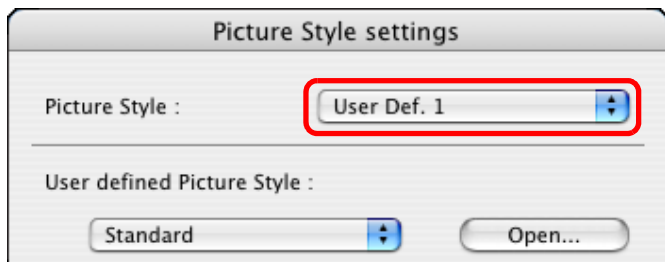 Picture Style settings
Picture Style : User Def. 1
User defined Picture Style :
Standard Open...